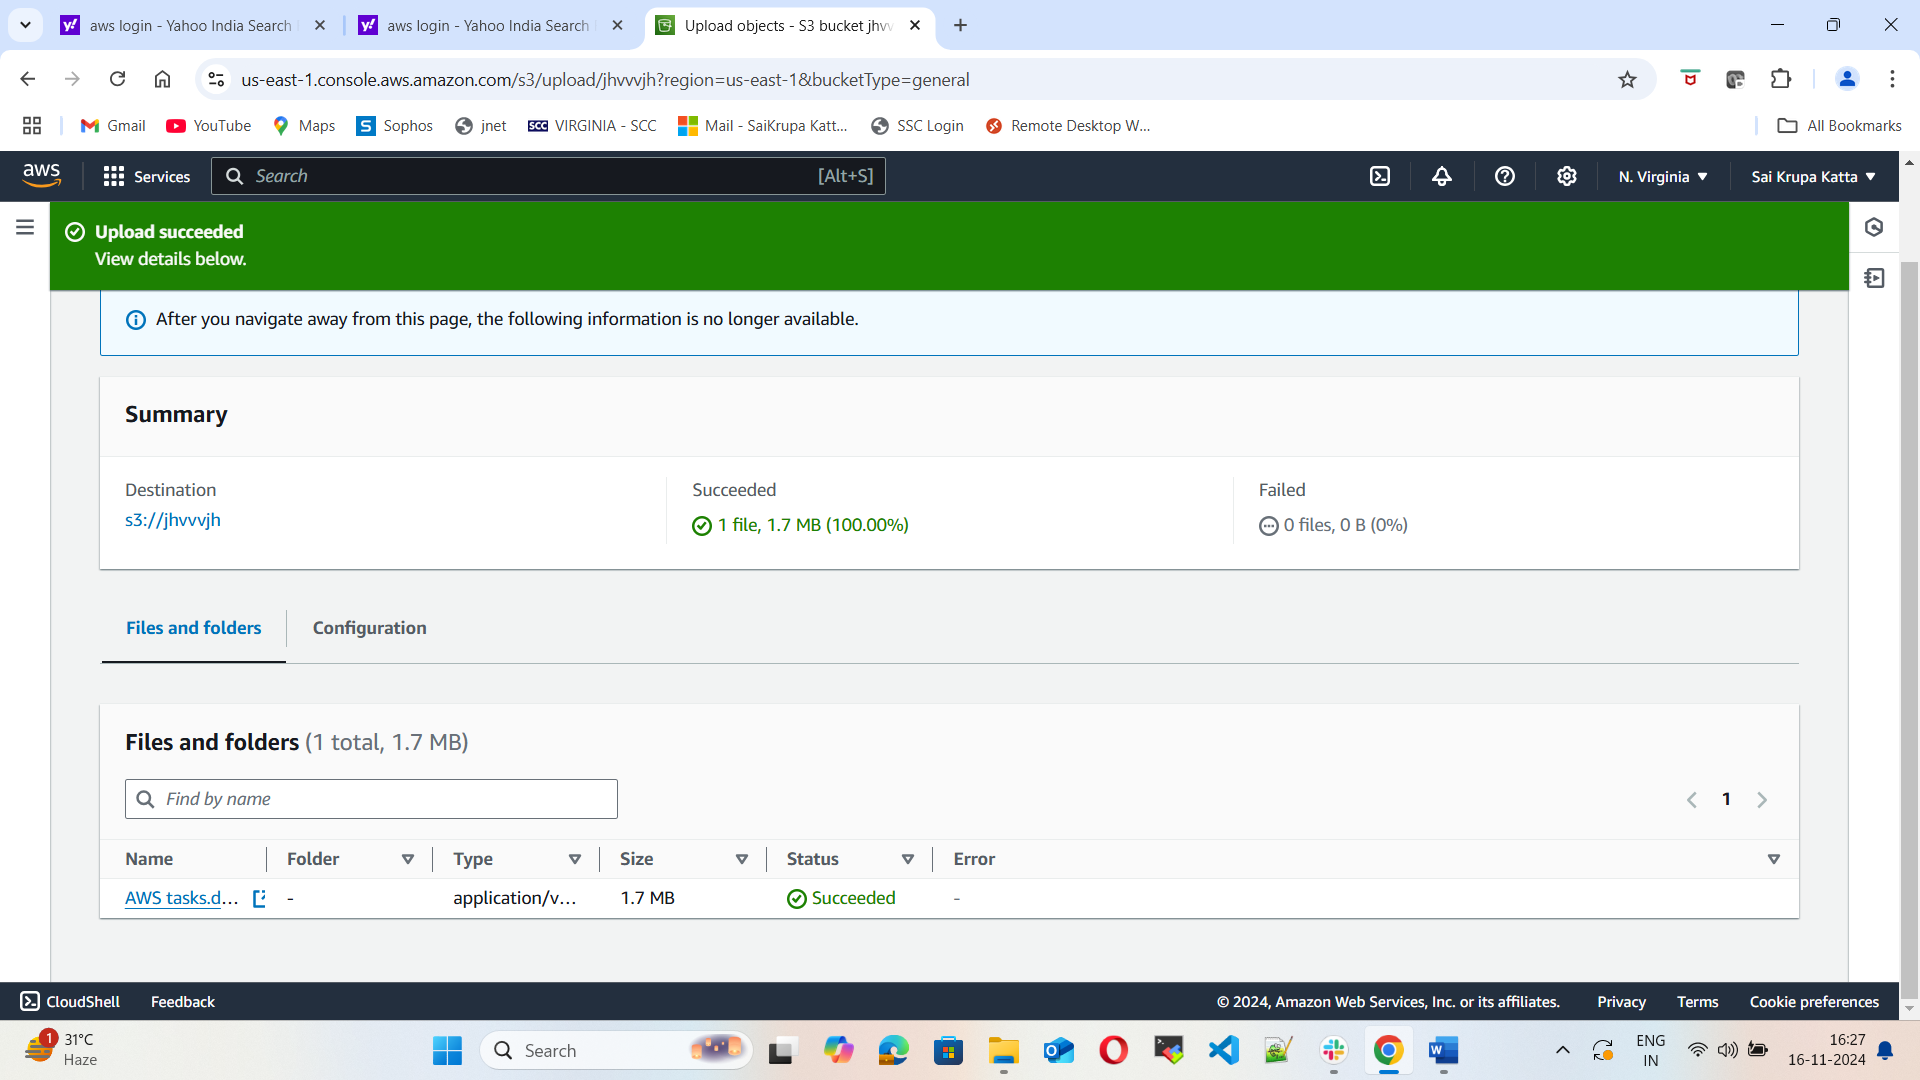 aws login - Yahoo India Search
aws login - Yahoo India Search
Upload objects - S3 bucket jhvv
us-east-1.console.aws.amazon.com/s3/upload/jhvvvjh?region=us-east-1&bucketType=general
Gmail
YouTube
Maps
Sophos
jnet
VIRGINIA - SCC
Mail - SaiKrupa Katt...
SSC Login
Remote Desktop W...
All Bookmarks
aws
Services
Search
[Alt+S]
N. Virginia
Sai Krupa Katta
Upload succeeded
View details below.
After you navigate away from this page, the following information is no longer available.
Summary
Destination
s3://jhvvvjh
Succeeded
1 file, 1.7 MB (100.00%)
Failed
0 files, 0 B (0%)
Files and folders
Configuration
Files and folders (1 total, 1.7 MB)
Find by name
1
Name
Folder
Type
Size
Status
Error
AWS tasks.d...
-
application/v...
1.7 MB
Succeeded
-
CloudShell
Feedback
© 2024, Amazon Web Services, Inc. or its affiliates.
Privacy
Terms
Cookie preferences
1
31°C
Haze
Search
ENG
IN
16:27
16-11-2024